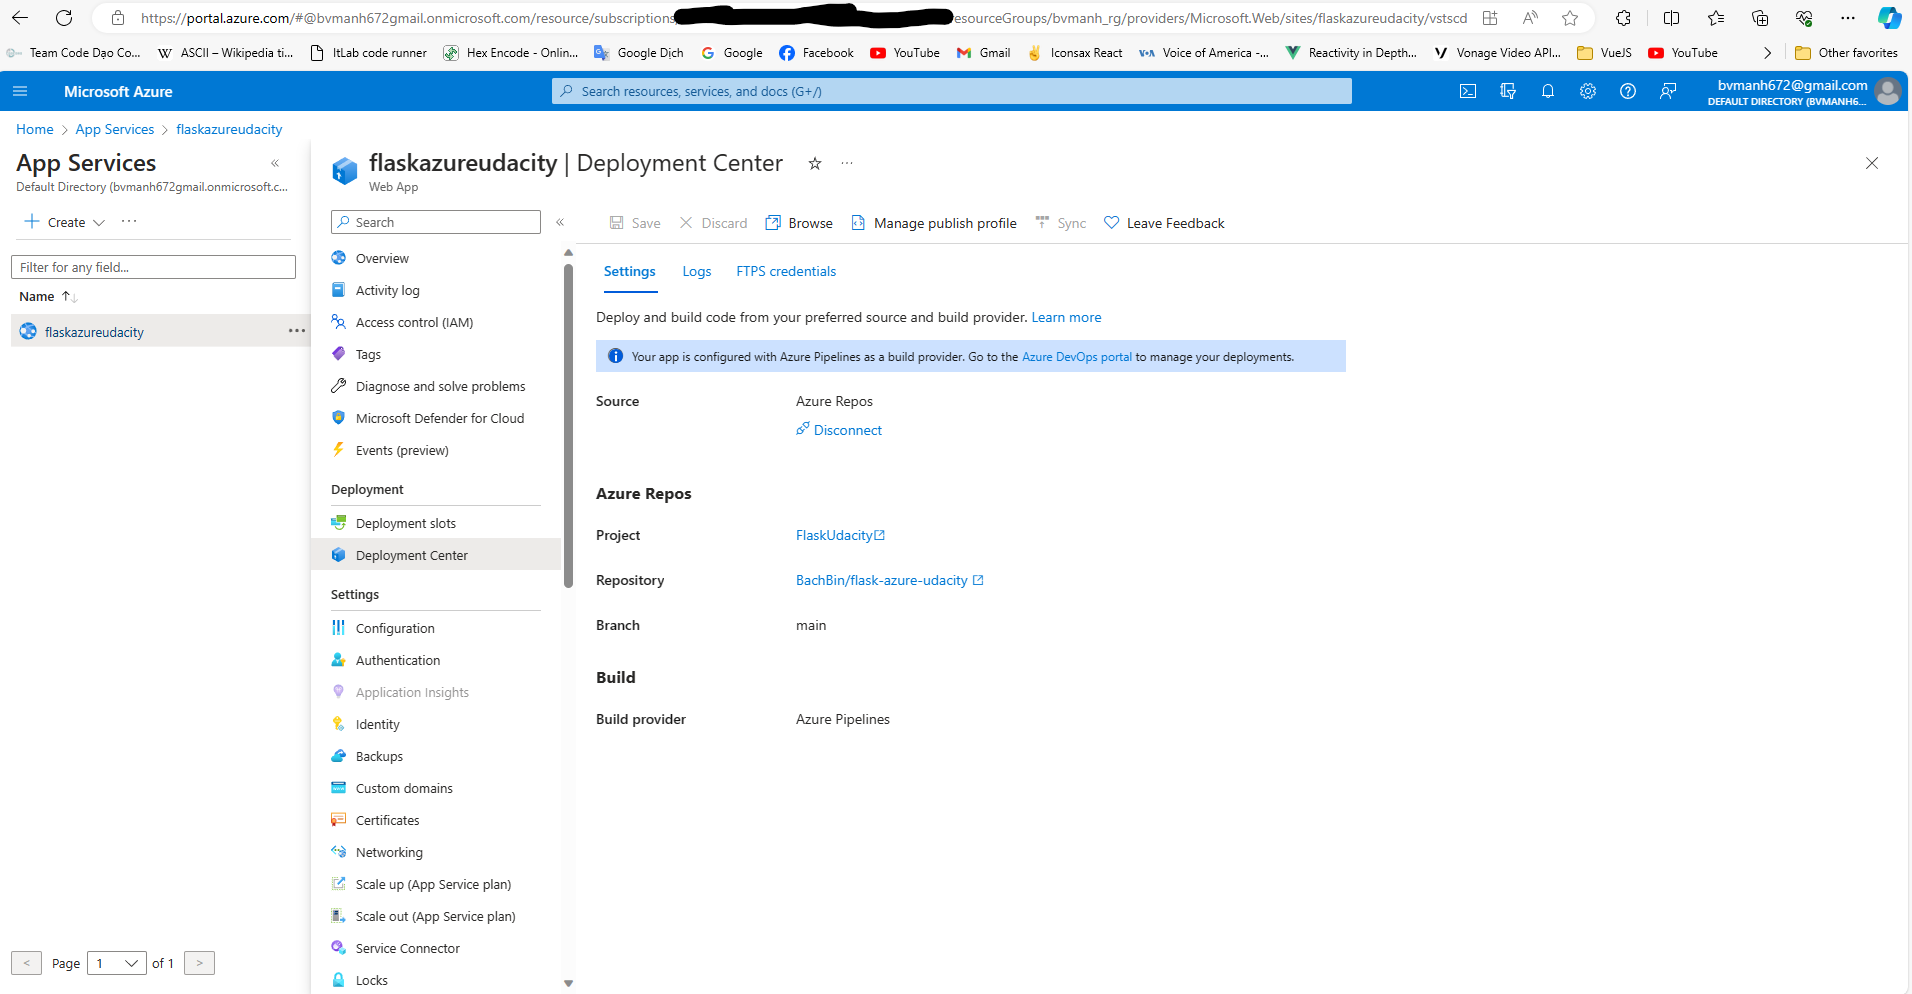 https://portal.azure.com/#@bvmanh672gmail.onmicrosoft.com/resource/subscriptions esourceGroups/bvmanh_rg/providers/Microsoft.Web/sites/flaskazureudacity/vstscd
Team Code Dạo Co... ASCII – Wikipedia ti... ItLab code runner Hex Encode - Onlin... Google Dịch Google Facebook YouTube Gmail Iconsax React Voice of America -... Reactivity in Depth... Vonage Video API... VueJS YouTube Other favorites
Microsoft Azure
Search resources, services, and docs (G+/)
bvmanh672@gmail.com
DEFAULT DIRECTORY (BVMANH6...
Home > App Services > flaskazureudacity
App Services
Default Directory (bvmanh672gmail.onmicrosoft.c...
+ Create ...
Filter for any field...
Name
flaskazureudacity ...
< Page 1 of 1 >
flaskazureudacity | Deployment Center
Web App
Search
Overview
Activity log
Access control (IAM)
Tags
Diagnose and solve problems
Microsoft Defender for Cloud
Events (preview)
Deployment
Deployment slots
Deployment Center
Settings
Configuration
Authentication
Application Insights
Identity
Backups
Custom domains
Certificates
Networking
Scale up (App Service plan)
Scale out (App Service plan)
Service Connector
Locks
Save Discard Browse Manage publish profile Sync Leave Feedback
Settings Logs FTPS credentials
Deploy and build code from your preferred source and build provider. Learn more
Your app is configured with Azure Pipelines as a build provider. Go to the Azure DevOps portal to manage your deployments.
Source Azure Repos
Disconnect
Azure Repos
Project FlaskUdacity
Repository BachBin/flask-azure-udacity
Branch main
Build
Build provider Azure Pipelines